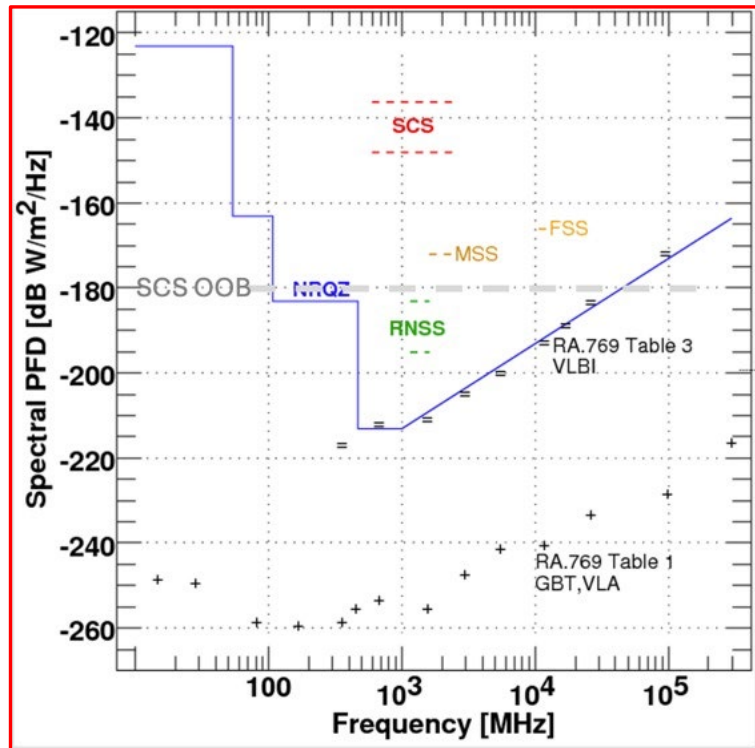 -120
-140
-160
-180
-200
-220
-240
-260
Spectral PFD [dB W/m²/Hz]
SCS
FSS
MSS
SCS OOB
NRQZ
RNSS
RA.769 Table 3
VLBI
RA.769 Table 1
GBT,VLA
100 10³ 10⁴ 10⁵
Frequency [MHz]